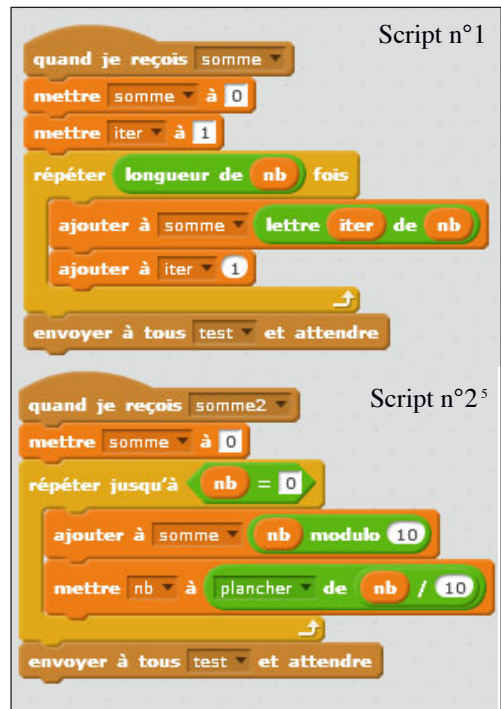 Script n°1
quand je reçois somme
mettre somme à 0
mettre iter à 1
répéter longueur de nb fois
ajouter à somme lettre iter de nb
ajouter à iter 1
envoyer à tous test et attendre
Script n°2⁵
quand je reçois somme2
mettre somme à 0
répéter jusqu'à nb = 0
ajouter à somme nb modulo 10
mettre nb à plancher de nb / 10
envoyer à tous test et attendre